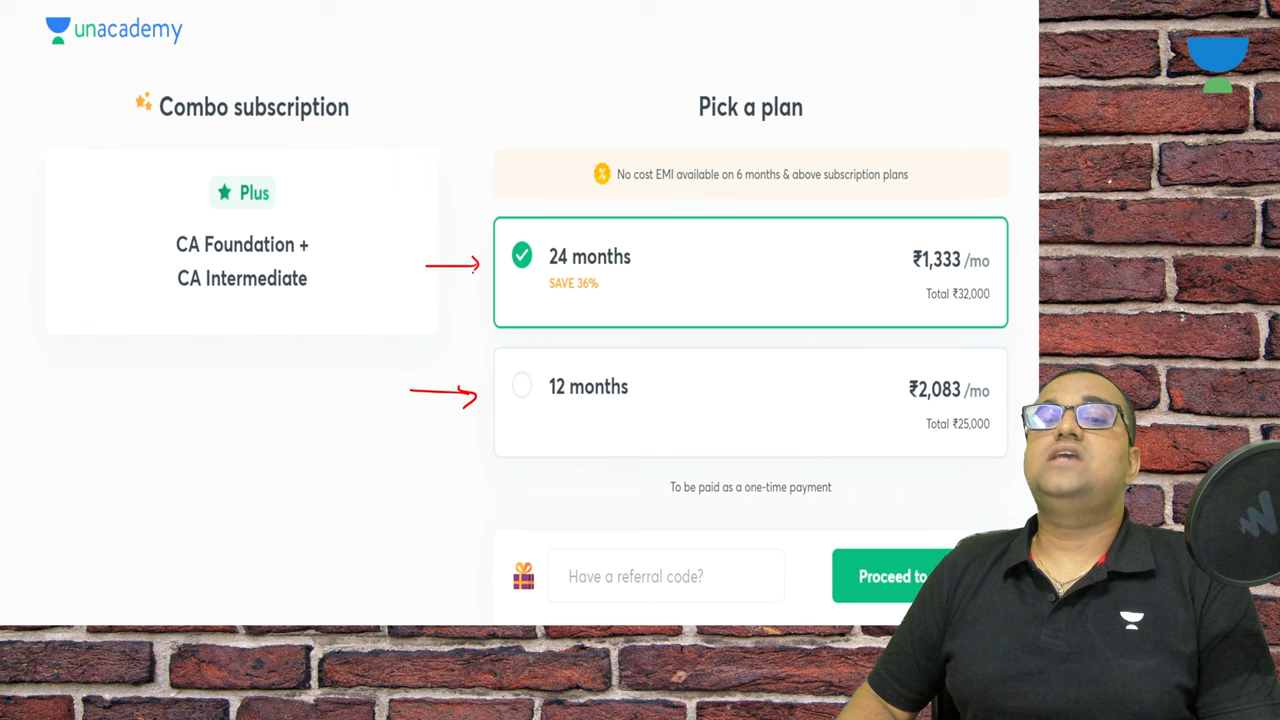 unacademy
Combo subscription
Plus
CA Foundation +
CA Intermediate
Pick a plan
No cost EMI available on 6 months & above subscription plans
24 months
SAVE 36%
₹1,333 /mo
Total ₹32,000
12 months
₹2,083 /mo
Total ₹25,000
To be paid as a one-time payment
Have a referral code?
Proceed to